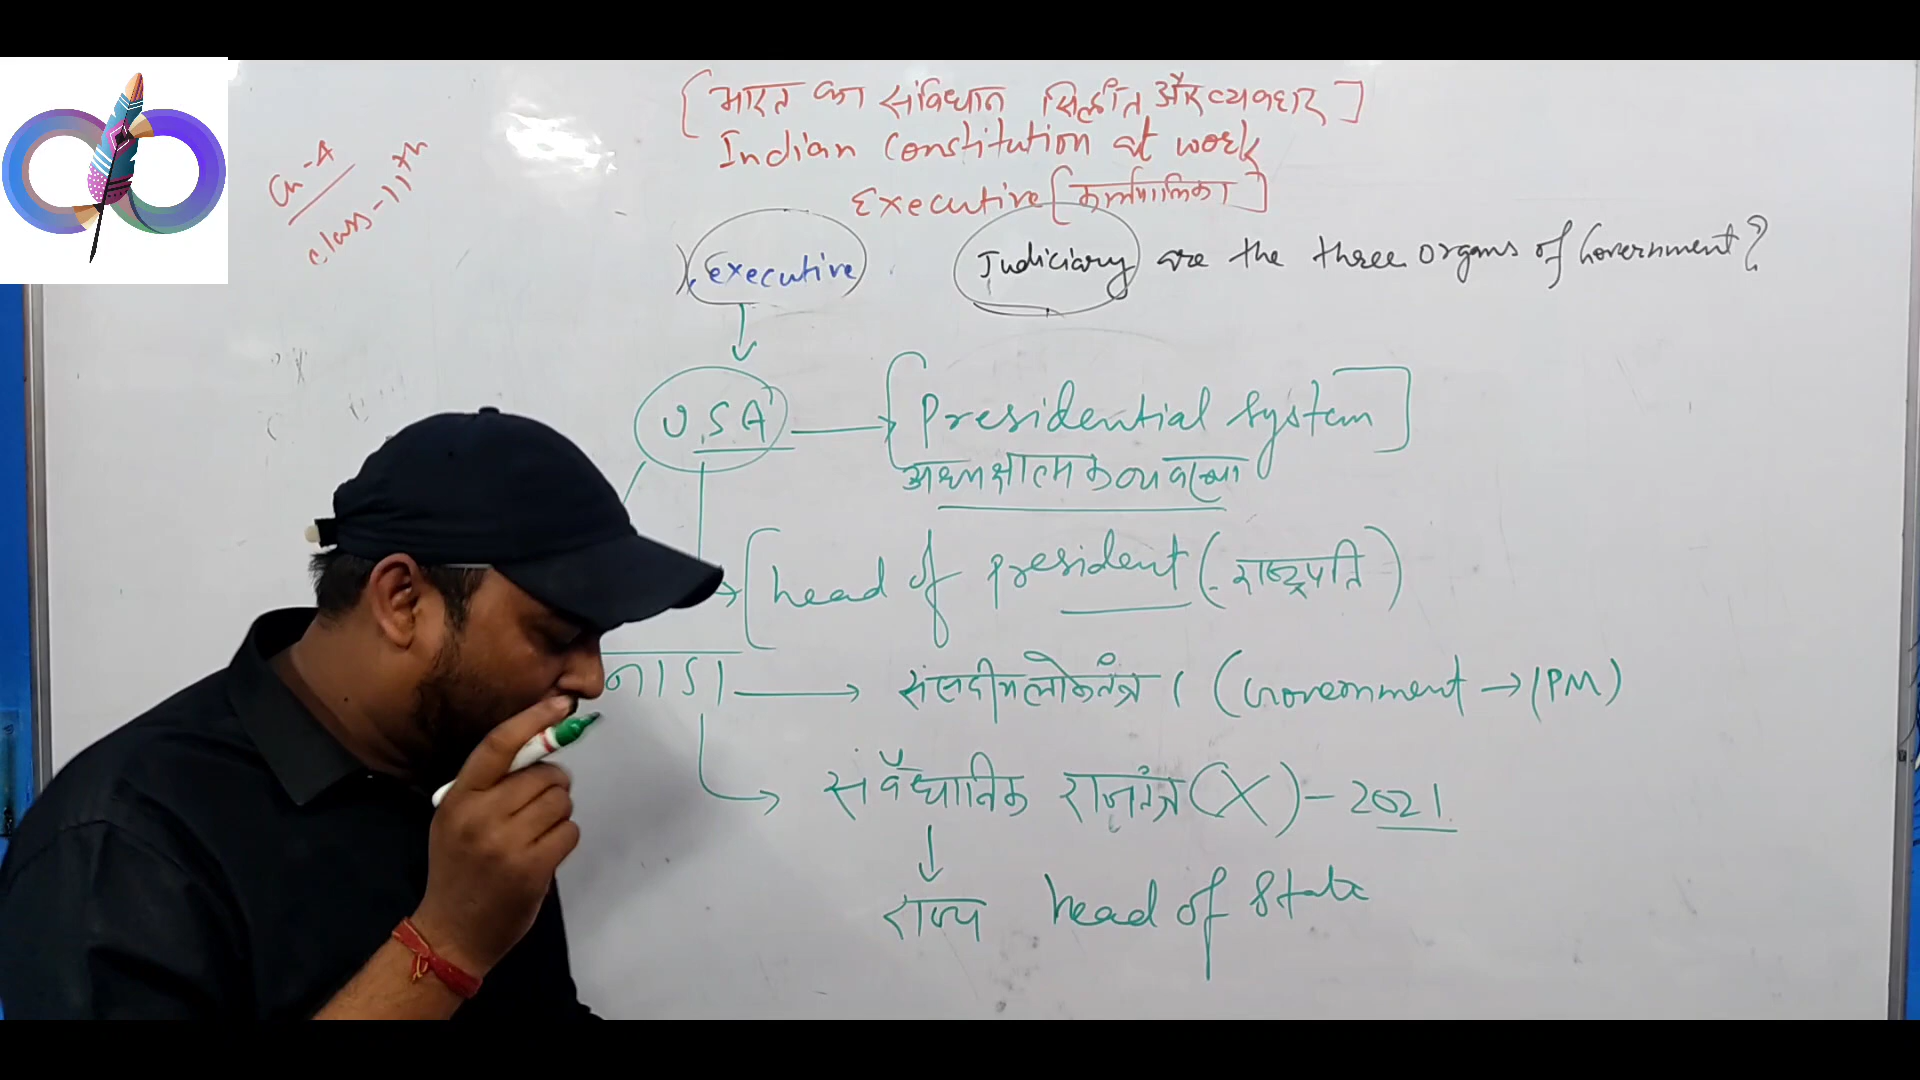 [भारत का संविधान सिद्धांत और व्यवहार]
Indian Constitution at work
Executive [कार्यपालिका]
Ch-4
class-11th
Executive Judiciary are the three organs of Government?
U.S.A → [Presidential System]
अध्यक्षात्मक व्यवस्था
[head of president (राष्ट्रपति)
नाडा → संसदीय लोकतंत्र (Government → (PM)
संवैधानिक राजतंत्र (X) - 2021
राज्य head of State